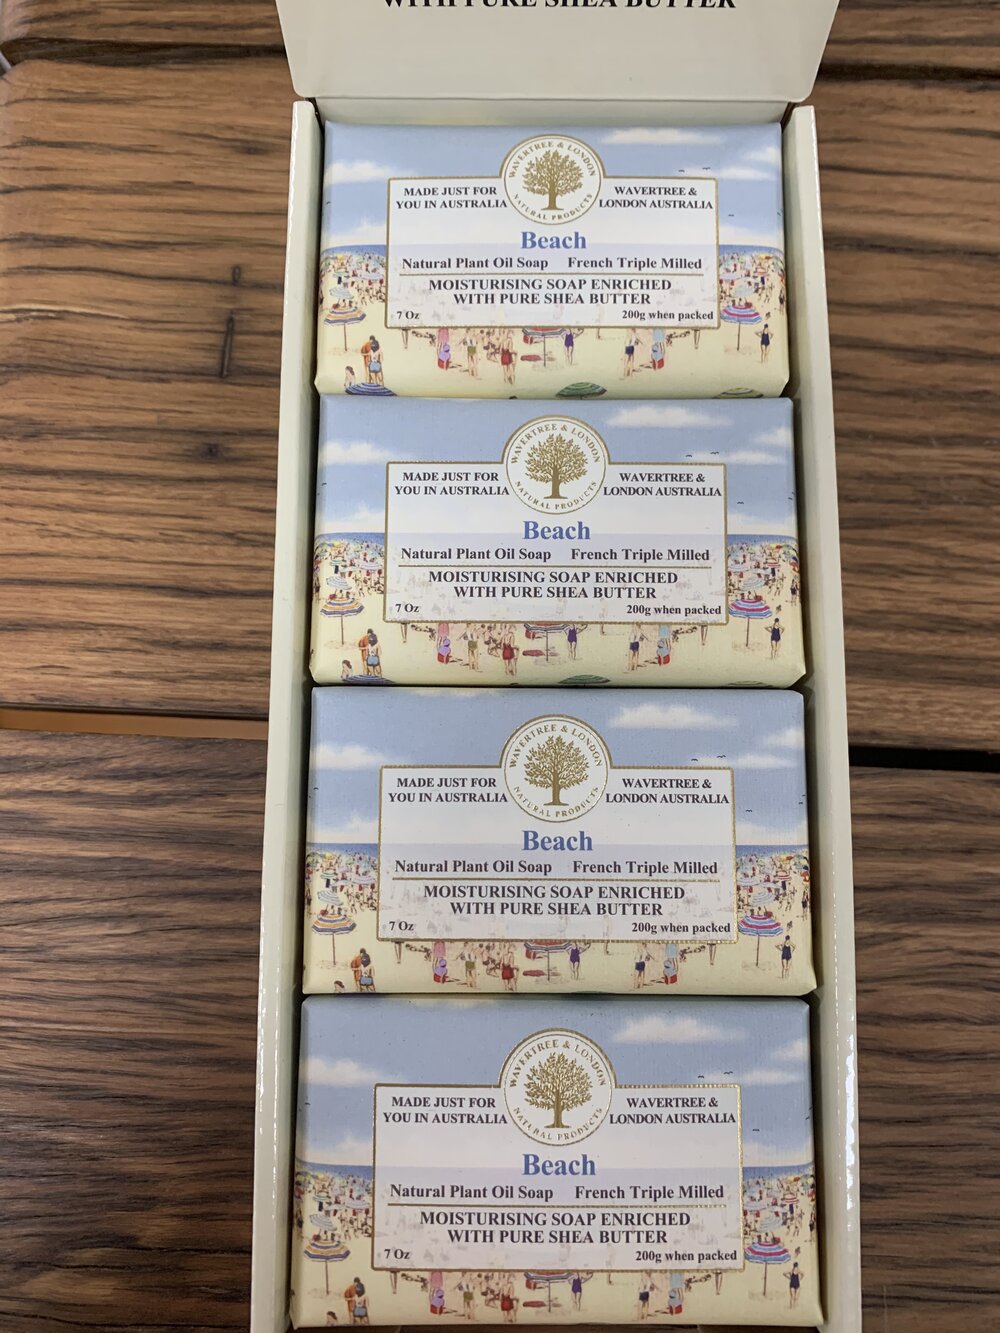 WITH PURE SHEA BUTTER
WAVERTREE & LONDON
NATURAL PRODUCTS
MADE JUST FOR
YOU IN AUSTRALIA
WAVERTREE &
LONDON AUSTRALIA
Beach
Natural Plant Oil Soap French Triple Milled
MOISTURISING SOAP ENRICHED
WITH PURE SHEA BUTTER
7 Oz 200g when packed
WAVERTREE & LONDON
NATURAL PRODUCTS
MADE JUST FOR
YOU IN AUSTRALIA
WAVERTREE &
LONDON AUSTRALIA
Beach
Natural Plant Oil Soap French Triple Milled
MOISTURISING SOAP ENRICHED
WITH PURE SHEA BUTTER
7 Oz 200g when packed
WAVERTREE & LONDON
NATURAL PRODUCTS
MADE JUST FOR
YOU IN AUSTRALIA
WAVERTREE &
LONDON AUSTRALIA
Beach
Natural Plant Oil Soap French Triple Milled
MOISTURISING SOAP ENRICHED
WITH PURE SHEA BUTTER
7 Oz 200g when packed
WAVERTREE & LONDON
NATURAL PRODUCTS
MADE JUST FOR
YOU IN AUSTRALIA
WAVERTREE &
LONDON AUSTRALIA
Beach
Natural Plant Oil Soap French Triple Milled
MOISTURISING SOAP ENRICHED
WITH PURE SHEA BUTTER
7 Oz 200g when packed